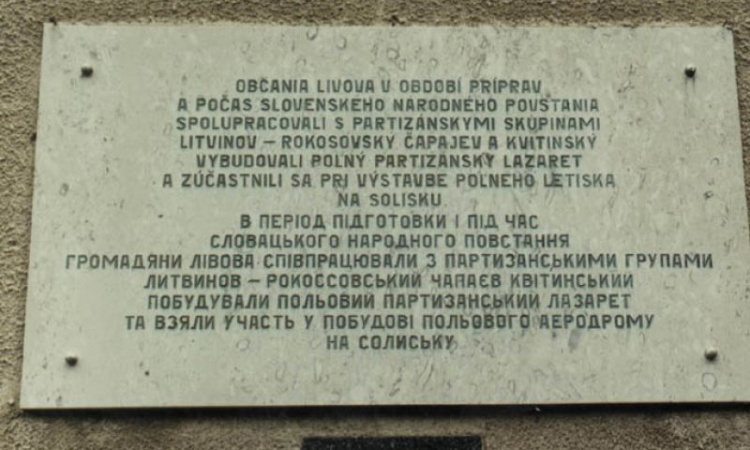 OBČANIA LIVOVA V OBDOBÍ PRÍPRAV
A POČAS SLOVENSKÉHO NÁRODNÉHO POVSTANIA
SPOLUPRACOVALI S PARTIZÁNSKYMI SKUPINAMI
LITVINOV – ROKOSOVSKÝ ČAPAJEV A KVITINSKÝ
VYBUDOVALI POĽNÝ PARTIZÁNSKY LAZARET
A ZÚČASTNILI SA PRI VÝSTAVBE POĽNÉHO LETISKA
NA SOLISKU.
В ПЕРІОД ПІДГОТОВКИ І ПІД ЧАС
СЛОВАЦЬКОГО НАРОДНОГО ПОВСТАННЯ
ГРОМАДЯНИ ЛІВОВА СПІВПРАЦЮВАЛИ З ПАРТИЗАНСЬКИМИ ГРУПАМИ
ЛИТВИНОВ – РОКОССОВСЬКИЙ ЧАПАЄВ КВІТИНСЬКИЙ
ПОБУДУВАЛИ ПОЛЬОВИЙ ПАРТИЗАНСЬКИЙ ЛАЗАРЕТ
ТА ВЗЯЛИ УЧАСТЬ У ПОБУДОВІ ПОЛЬОВОГО АЕРОДРОМУ
НА СОЛИСЬКУ